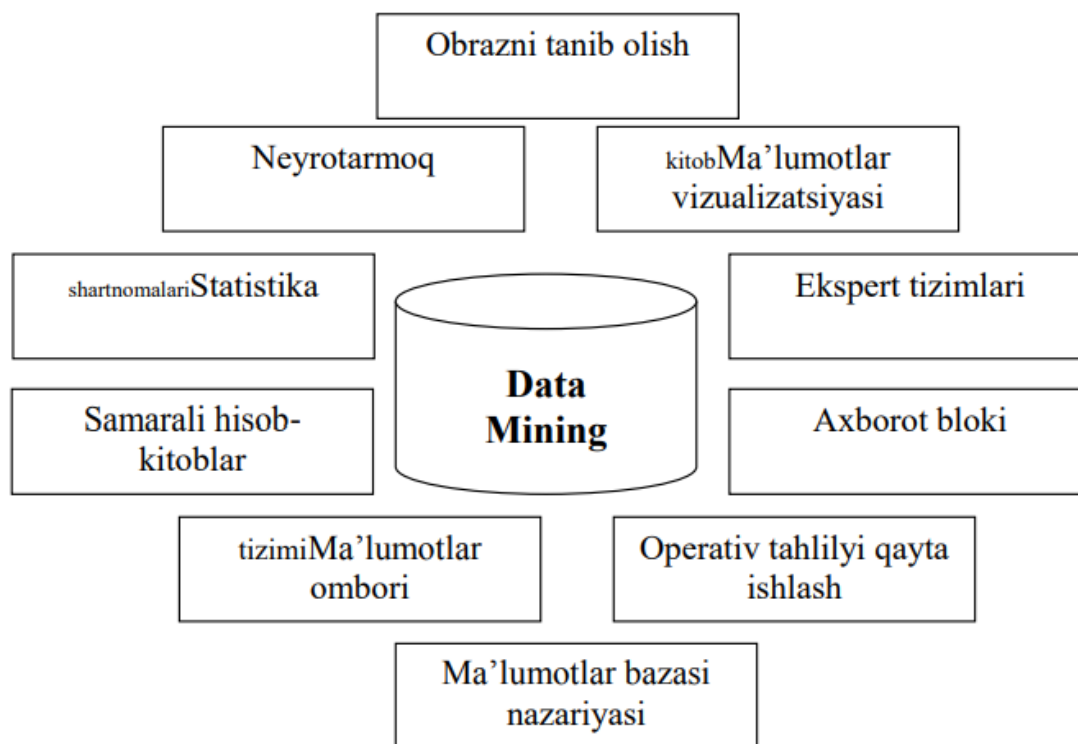 Obrazni tanib olish
Neyrotarmoq
kitobMa’lumotlar
vizualizatsiyasi
shartnomalariStatistika
Ekspert tizimlari
Data
Mining
Samarali hisob-
kitoblar
Axborot bloki
tizimiMa’lumotlar
ombori
Operativ tahlilyi qayta
ishlash
Ma’lumotlar bazasi
nazariyasi